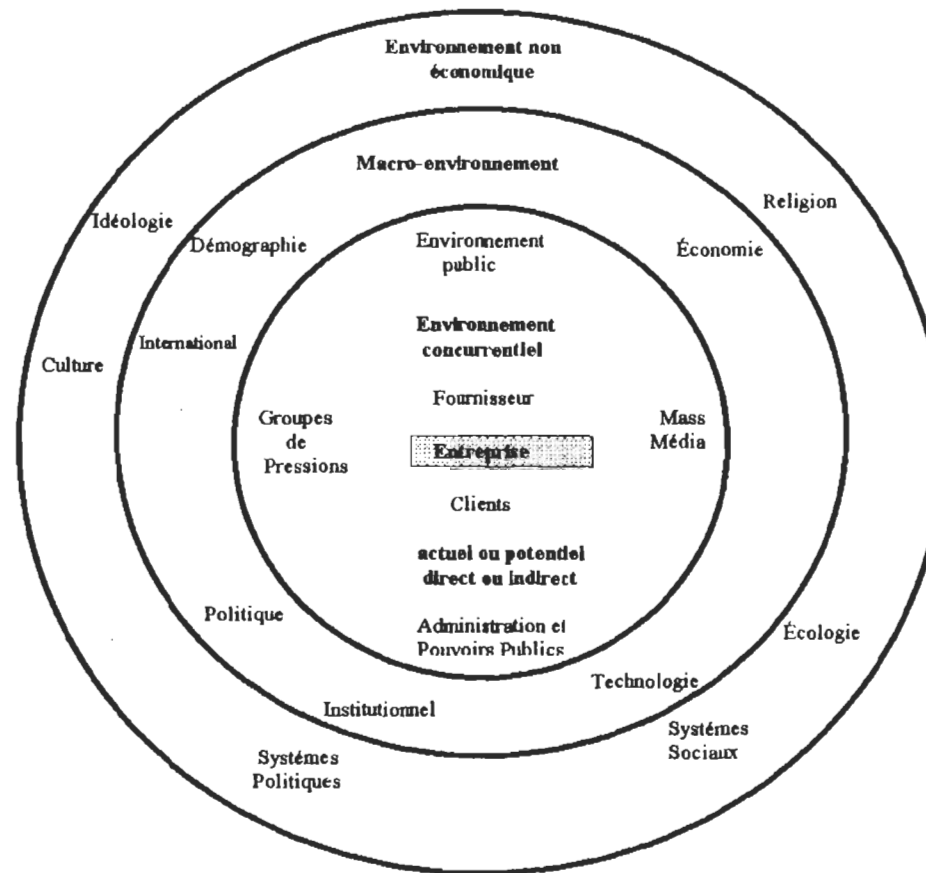 Environnement non
économique
Macro-environnement
Religion
Idéologie
Démographie
Environnement
public
Économie
Environnement
concurrentiel
International
Culture
Fournisseur
Groupes
de
Pressions
Mass
Média
Entreprise
Clients
actuel ou potentiel
direct ou indirect
Politique
Administration et
Pouvoirs Publics
Écologie
Technologie
Institutionnel
Systémes
Sociaux
Systémes
Politiques